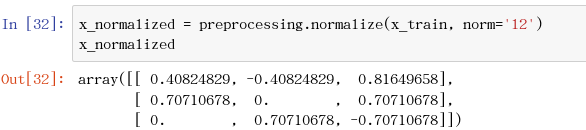 In [32]: x_normalized = preprocessing.normalize(x_train, norm='l2')
x_normalized
Out[32]: array([[ 0.40824829, -0.40824829,  0.81649658],
[ 0.70710678,  0.        ,  0.70710678],
[ 0.        ,  0.70710678, -0.70710678]])